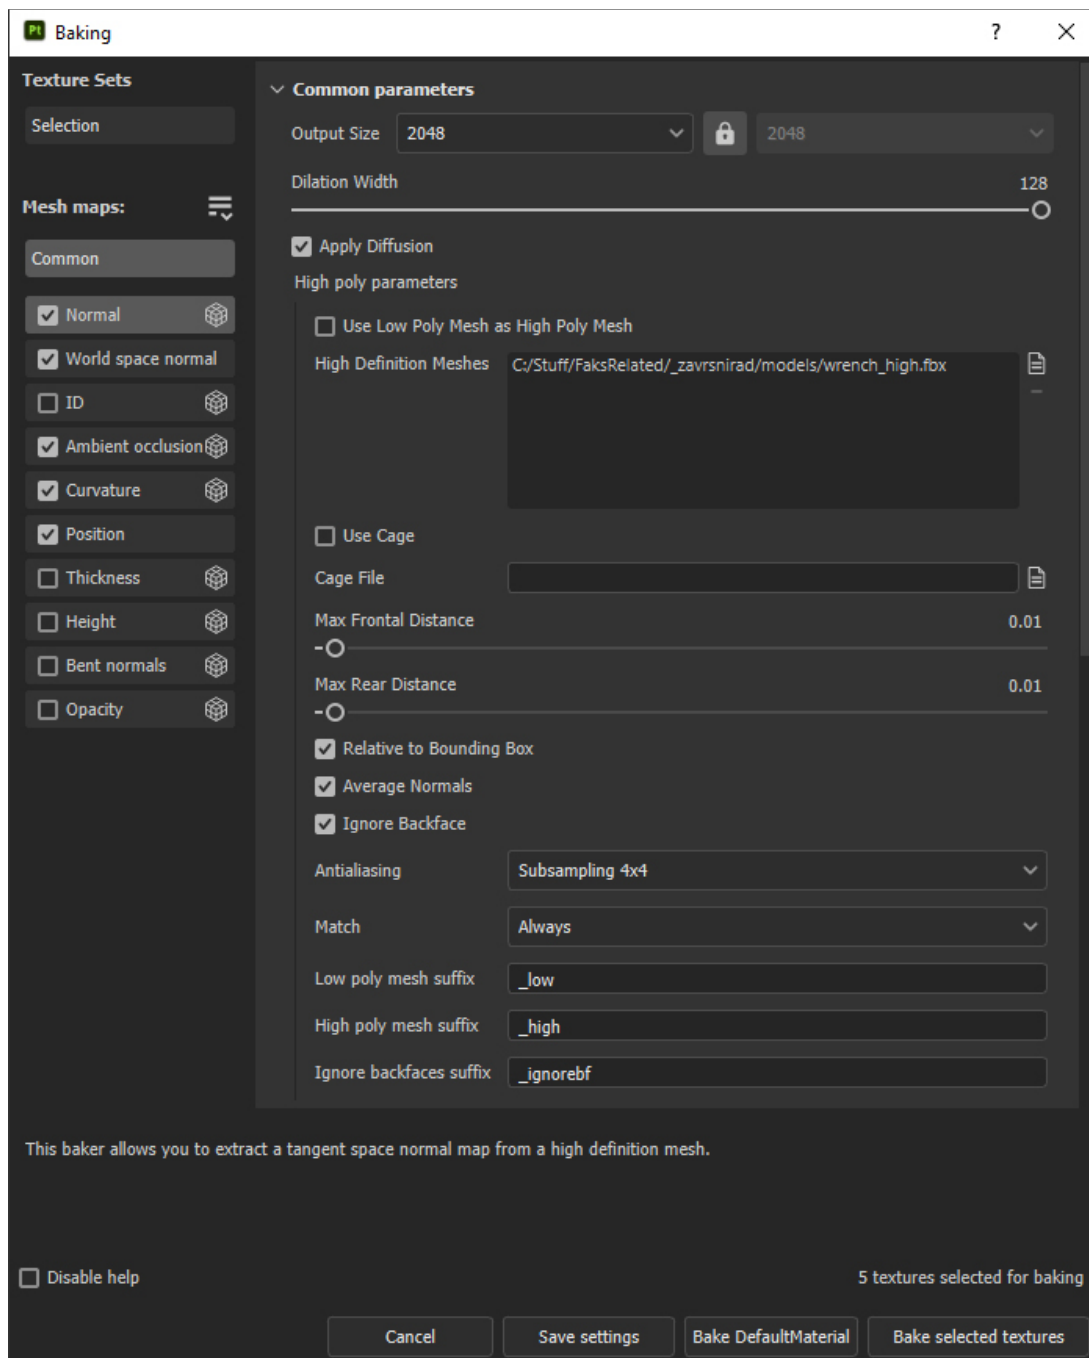 Pt Baking ?
Texture Sets
Selection
Mesh maps:
Common
Normal
World space normal
ID
Ambient occlusion
Curvature
Position
Thickness
Height
Bent normals
Opacity
Common parameters
Output Size 2048 2048
Dilation Width 128
Apply Diffusion
High poly parameters
Use Low Poly Mesh as High Poly Mesh
High Definition Meshes C:/Stuff/FaksRelated/_zavrsnirad/models/wrench_high.fbx
Use Cage
Cage File
Max Frontal Distance 0.01
Max Rear Distance 0.01
Relative to Bounding Box
Average Normals
Ignore Backface
Antialiasing Subsampling 4x4
Match Always
Low poly mesh suffix _low
High poly mesh suffix _high
Ignore backfaces suffix _ignorebf
This baker allows you to extract a tangent space normal map from a high definition mesh.
Disable help 5 textures selected for baking
Cancel Save settings Bake DefaultMaterial Bake selected textures